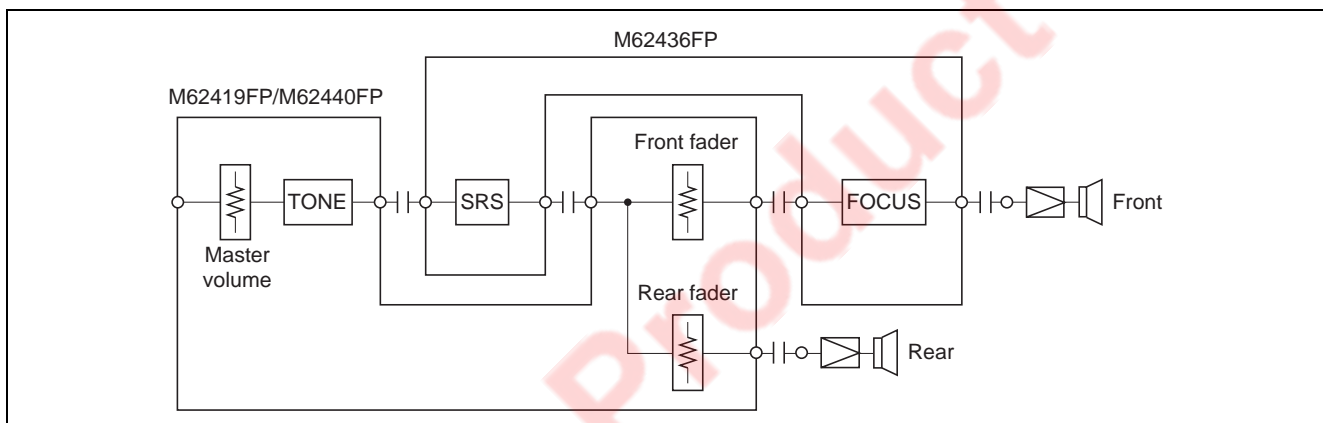 M62436FP
M62419FP/M62440FP
Front fader
TONE
SRS
FOCUS
Front
Master
volume
Rear fader
Rear
Product